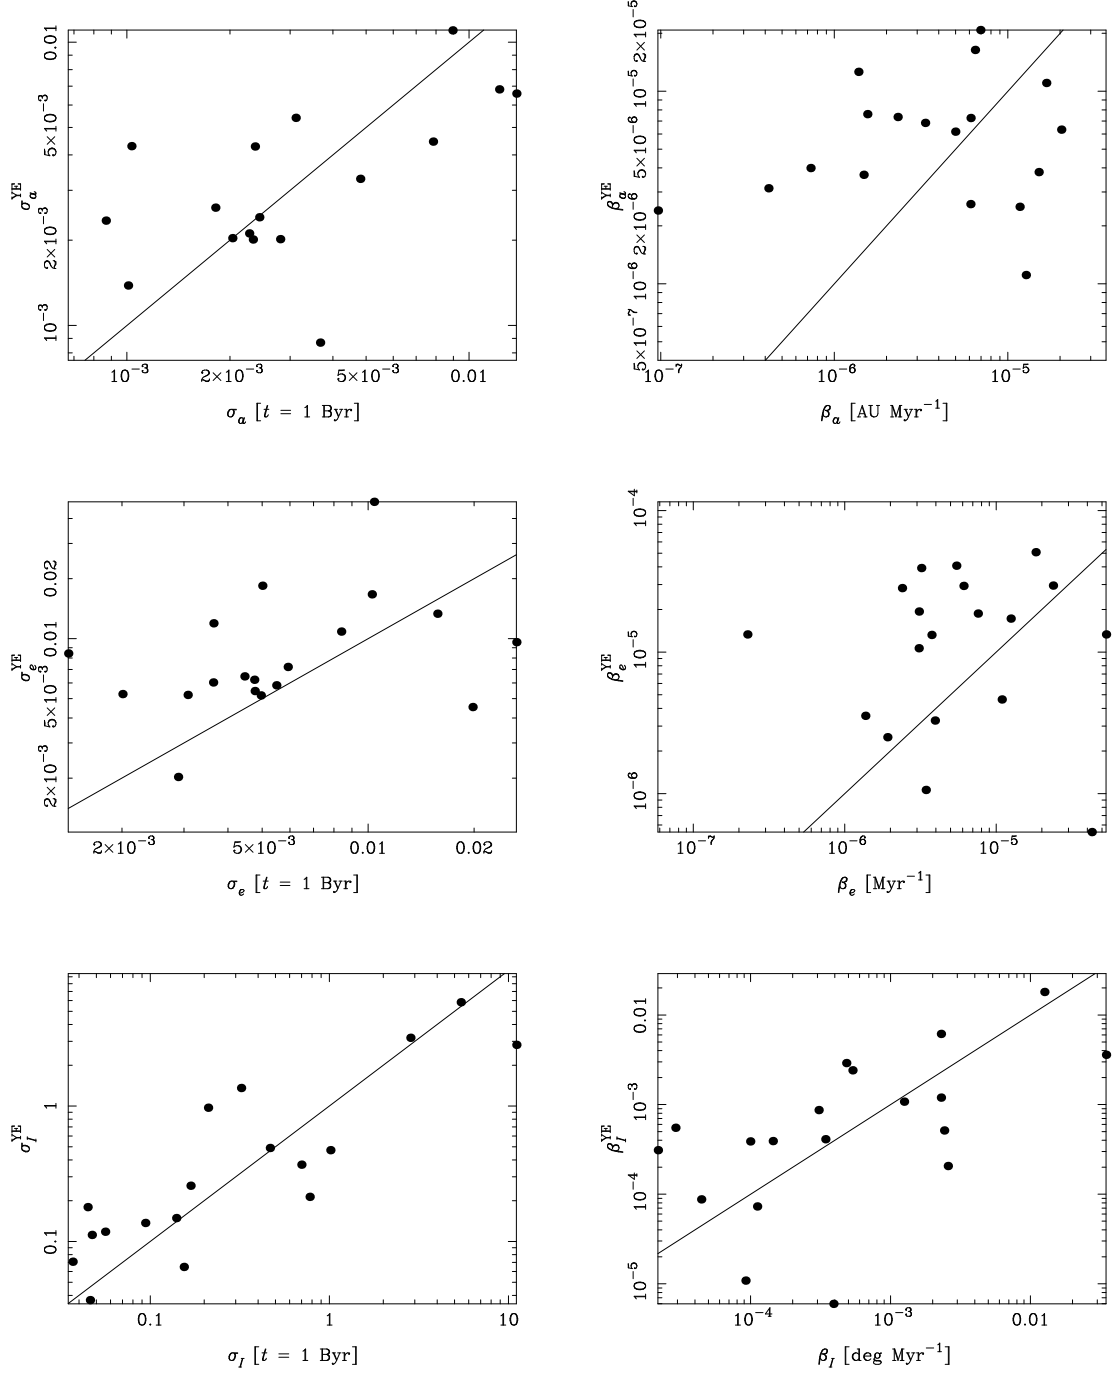 σ_a^YE
0.01
5×10⁻³
2×10⁻³
10⁻³
10⁻³ 2×10⁻³ 5×10⁻³ 0.01
σ_a [t = 1 Byr]
β_a^YE
2×10⁻⁵
10⁻⁵
5×10⁻⁶
2×10⁻⁶
10⁻⁶
5×10⁻⁷
10⁻⁷ 10⁻⁶ 10⁻⁵
β_a [AU Myr⁻¹]
σ_e^YE
0.02
0.01
5×10⁻³
2×10⁻³
2×10⁻³ 5×10⁻³ 0.01 0.02
σ_e [t = 1 Byr]
β_e^YE
10⁻⁴
10⁻⁵
10⁻⁶
10⁻⁷ 10⁻⁶ 10⁻⁵
β_e [Myr⁻¹]
σ_I^YE
1
0.1
0.1 1 10
σ_I [t = 1 Byr]
β_I^YE
0.01
10⁻³
10⁻⁴
10⁻⁵
10⁻⁴ 10⁻³ 0.01
β_I [deg Myr⁻¹]